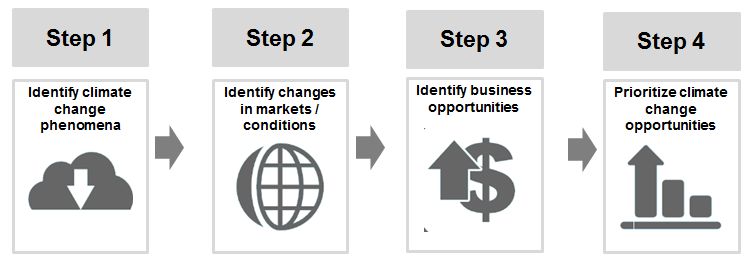 Step 1
Step 2
Step 3
Step 4
Identify climate
change
phenomena
Identify changes
in markets /
conditions
Identify business
opportunities
Prioritize climate
change
opportunities